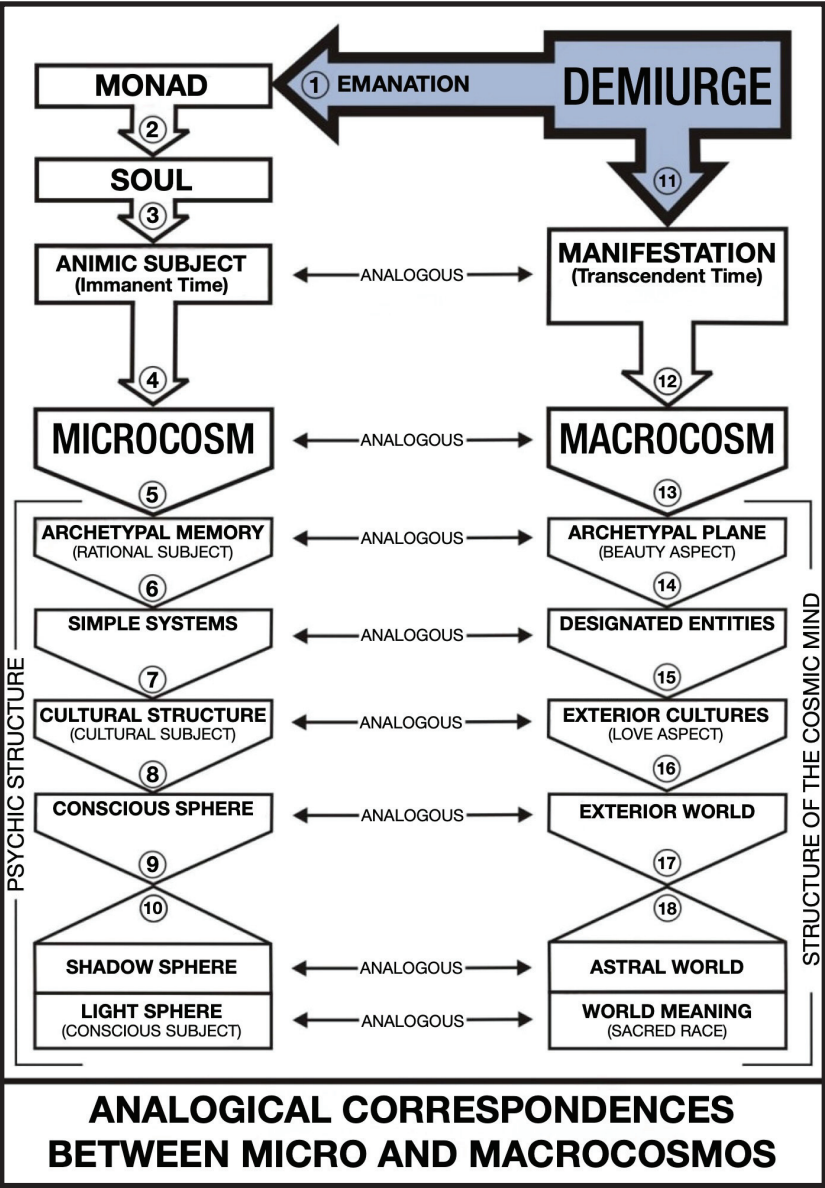 DEMIURGE
① EMANATION
MONAD
②
SOUL
③
ANIMIC SUBJECT
(Immanent Time)
ANALOGOUS
⑪
MANIFESTATION
(Transcendent Time)
④
⑫
MICROCOSM
ANALOGOUS
MACROCOSM
⑤
⑬
ARCHETYPAL MEMORY
(RATIONAL SUBJECT)
ANALOGOUS
ARCHETYPAL PLANE
(BEAUTY ASPECT)
⑥
⑭
SIMPLE SYSTEMS
ANALOGOUS
DESIGNATED ENTITIES
⑦
⑮
CULTURAL STRUCTURE
(CULTURAL SUBJECT)
ANALOGOUS
EXTERIOR CULTURES
(LOVE ASPECT)
⑧
⑯
CONSCIOUS SPHERE
ANALOGOUS
EXTERIOR WORLD
⑨
⑰
⑩
⑱
SHADOW SPHERE
ANALOGOUS
ASTRAL WORLD
LIGHT SPHERE
(CONSCIOUS SUBJECT)
ANALOGOUS
WORLD MEANING
(SACRED RACE)
PSYCHIC STRUCTURE
STRUCTURE OF THE COSMIC MIND
ANALOGICAL CORRESPONDENCES
BETWEEN MICRO AND MACROCOSMOS